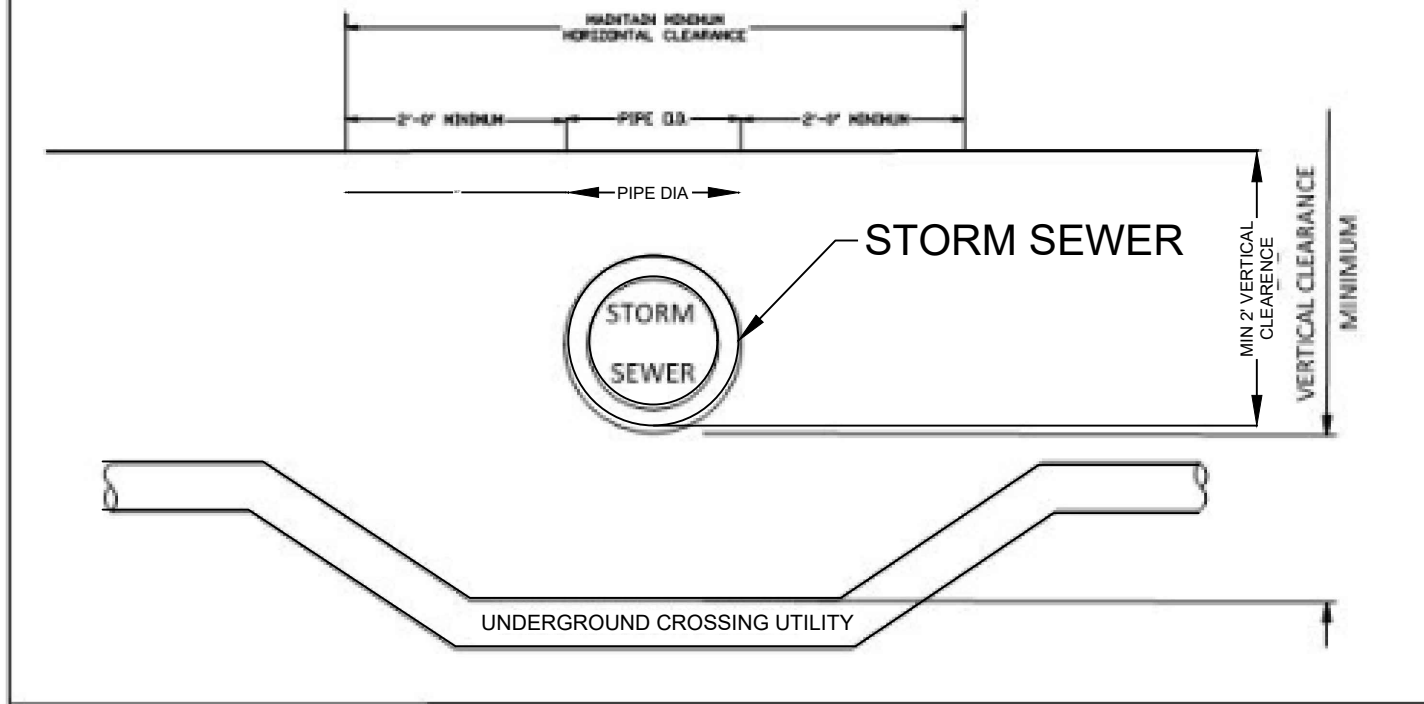 MAINTAIN MINIMUM
HORIZONTAL CLEARANCE
2'-0" MINIMUM
PIPE O.D.
2'-0" MINIMUM
PIPE DIA
STORM SEWER
STORM
SEWER
MIN 2' VERTICAL
CLEARENCE
VERTICAL CLEARANCE
MINIMUM
UNDERGROUND CROSSING UTILITY